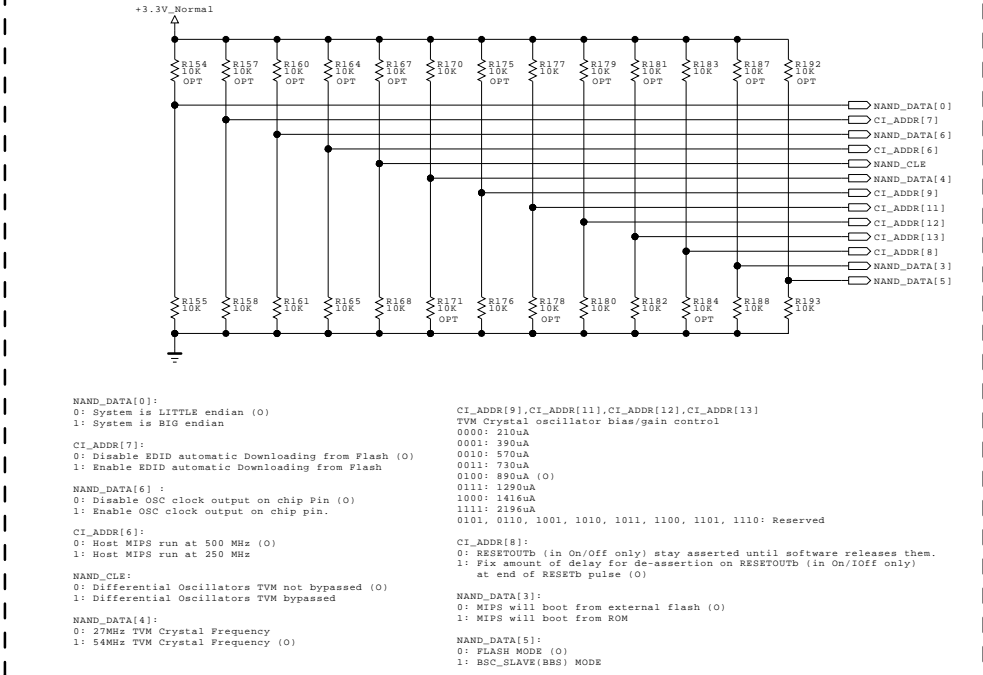 +3.3V_Normal
R154 10K OPT
R157 10K OPT
R160 10K OPT
R164 10K OPT
R167 10K OPT
R170 10K
R175 10K OPT
R177 10K
R179 10K OPT
R181 10K OPT
R183 10K
R187 10K OPT
R192 10K OPT
NAND_DATA[0]
CI_ADDR[7]
NAND_DATA[6]
CI_ADDR[6]
NAND_CLE
NAND_DATA[4]
CI_ADDR[9]
CI_ADDR[11]
CI_ADDR[12]
CI_ADDR[13]
CI_ADDR[8]
NAND_DATA[3]
NAND_DATA[5]
R155 10K
R158 10K
R161 10K
R165 10K
R168 10K
R171 10K OPT
R176 10K
R178 10K OPT
R180 10K
R182 10K
R184 10K OPT
R188 10K
R193 10K
NAND_DATA[0]:
0: System is LITTLE endian (O)
1: System is BIG endian
CI_ADDR[7]:
0: Disable EDID automatic Downloading from Flash (O)
1: Enable EDID automatic Downloading from Flash
NAND_DATA[6] :
0: Disable OSC clock output on chip Pin (O)
1: Enable OSC clock output on chip pin.
CI_ADDR[6]:
0: Host MIPS run at 500 MHz (O)
1: Host MIPS run at 250 MHz
NAND_CLE:
0: Differential Oscillators TVM not bypassed (O)
1: Differential Oscillators TVM bypassed
NAND_DATA[4]:
0: 27MHz TVM Crystal Frequency
1: 54MHz TVM Crystal Frequency (O)
CI_ADDR[9],CI_ADDR[11],CI_ADDR[12],CI_ADDR[13]
TVM Crystal oscillator bias/gain control
0000: 210uA
0001: 390uA
0010: 570uA
0011: 730uA
0100: 890uA (O)
0111: 1290uA
1000: 1416uA
1111: 2196uA
0101, 0110, 1001, 1010, 1011, 1100, 1101, 1110: Reserved
CI_ADDR[8]:
0: RESETOUTb (in On/Off only) stay asserted until software releases them.
1: Fix amount of delay for de-assertion on RESETOUTb (in On/IOff only)
at end of RESETb pulse (O)
NAND_DATA[3]:
0: MIPS will boot from external flash (O)
1: MIPS will boot from ROM
NAND_DATA[5]:
0: FLASH MODE (O)
1: BSC_SLAVE(BBS) MODE